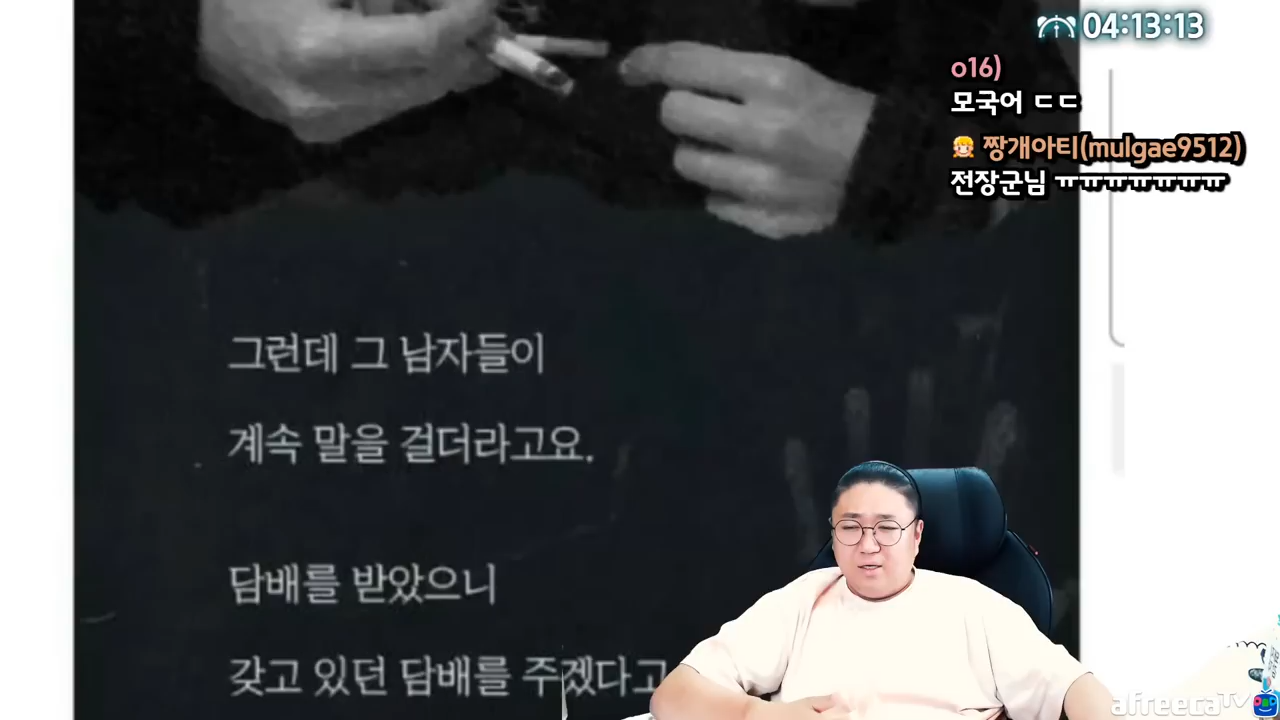 04:13:13
o16)
모국어 ㄷㄷ
짱개아티(mulgae9512)
전장군님 ㅠㅠㅠㅠㅠㅠㅠ
그런데 그 남자들이
계속 말을 걸더라고요.
담배를 받았으니
갖고 있던 담배를 주겠다고
afreecaTV